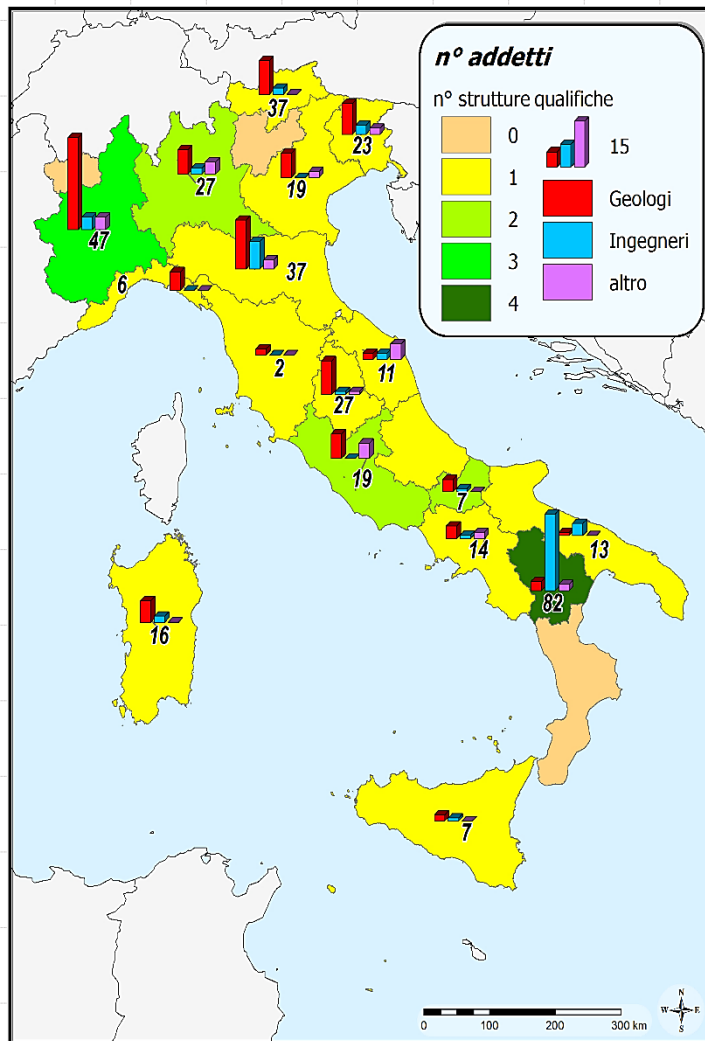 n° addetti
n° strutture qualifiche
0
1
2
3
4
15
Geologi
Ingegneri
altro
37
23
27
19
47
37
6
2
11
27
19
7
14
13
82
16
7
N
W E
S
0 100 200 300 km